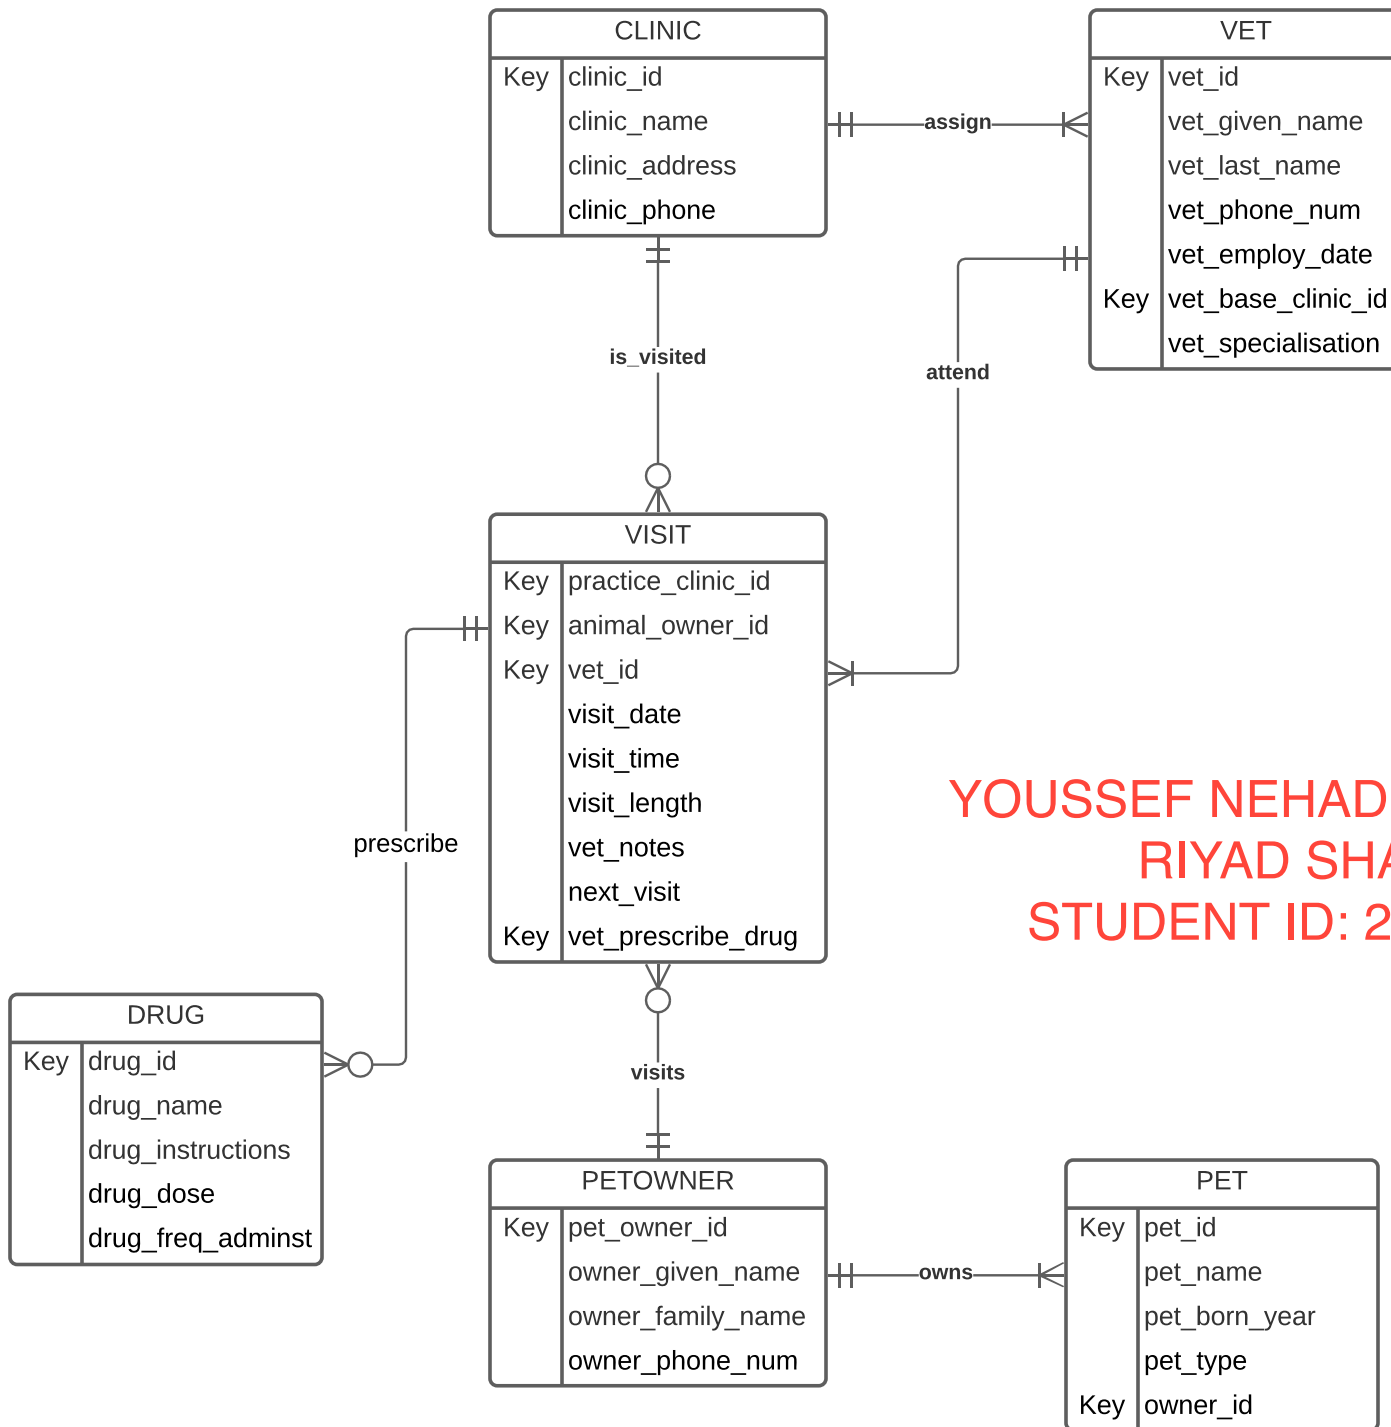 CLINIC
Key clinic_id
clinic_name
clinic_address
clinic_phone
assign
VET
Key vet_id
vet_given_name
vet_last_name
vet_phone_num
vet_employ_date
Key vet_base_clinic_id
vet_specialisation
is_visited
attend
VISIT
Key practice_clinic_id
Key animal_owner_id
Key vet_id
visit_date
visit_time
visit_length
vet_notes
next_visit
Key vet_prescribe_drug
prescribe
YOUSSEF NEHAD
RIYAD
STUDENT ID:
DRUG
Key drug_id
drug_name
drug_instructions
drug_dose
drug_freq_adminst
visits
PETOWNER
Key pet_owner_id
owner_given_name
owner_family_name
owner_phone_num
owns
PET
Key pet_id
pet_name
pet_born_year
pet_type
Key owner_id